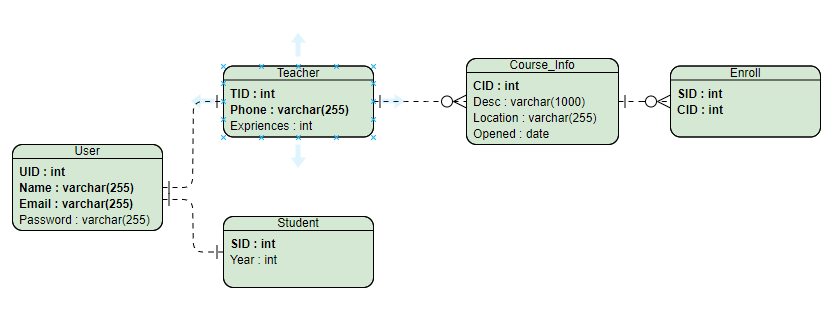 Teacher
TID : int
Phone : varchar(255)
Expriences : int
Course_Info
CID : int
Desc : varchar(1000)
Location : varchar(255)
Opened : date
Enroll
SID : int
CID : int
User
UID : int
Name : varchar(255)
Email : varchar(255)
Password : varchar(255)
Student
SID : int
Year : int